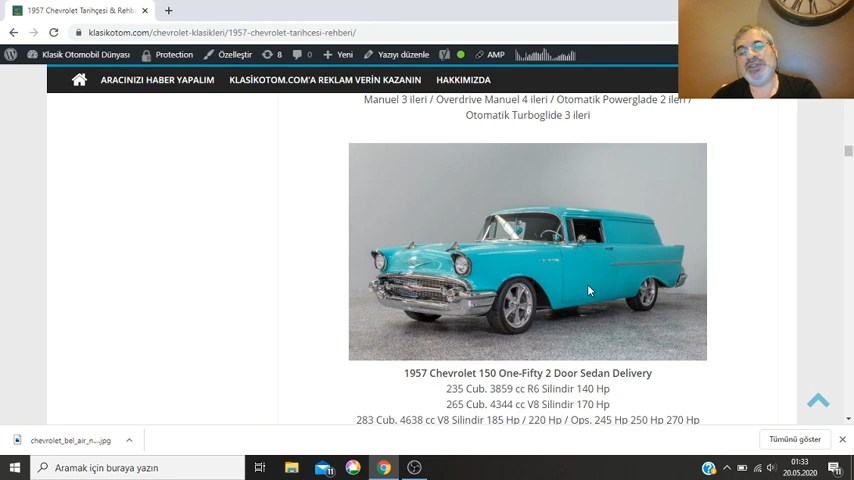 1957 Chevrolet Tarihçesi & Rehb
klasikotom.com/chevrolet-klasikleri/1957-chevrolet-tarihcesi-rehberi/
Klasik Otomobil Dünyası Protection Özelleştir 8 0 Yeni Yazıyı düzenle AMP
ARACINIZI HABER YAPALIM KLASİKOTOM.COM'A REKLAM VERİN KAZANIN HAKKIMIZDA
Manuel 3 ileri / Overdrive Manuel 4 ileri / Otomatik Powerglade 2 ileri /
Otomatik Turboglide 3 ileri
1957 Chevrolet 150 One-Fifty 2 Door Sedan Delivery
235 Cub. 3859 cc R6 Silindir 140 Hp
265 Cub. 4344 cc V8 Silindir 170 Hp
283 Cub. 4638 cc V8 Silindir 185 Hp / 220 Hp / Ops. 245 Hp 250 Hp 270 Hp
chevrolet_bel_air_n....jpg
Tümünü göster
Aramak için buraya yazın
11
01:33
20.05.2020
11